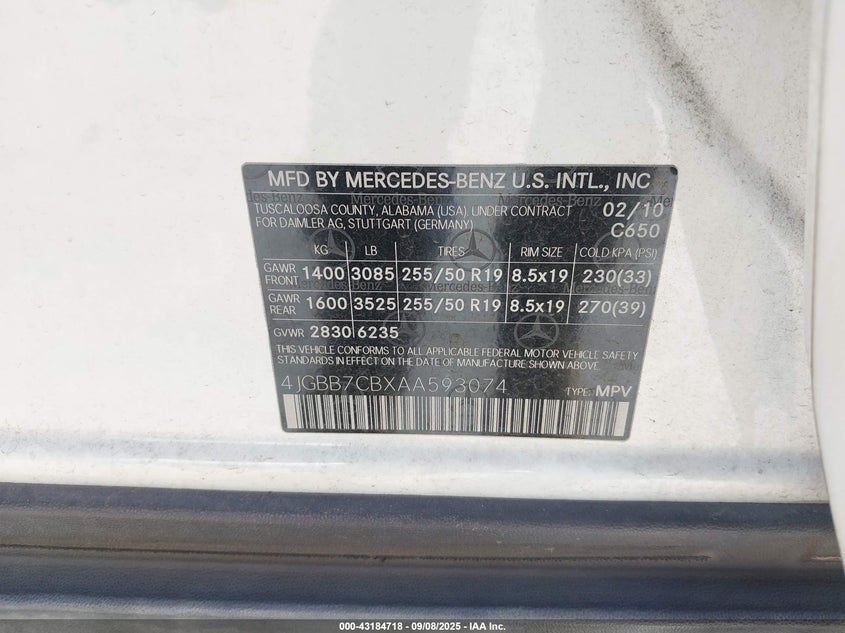 MFD BY MERCEDES-BENZ U.S. INTL., INC
TUSCALOOSA COUNTY, ALABAMA (USA). UNDER CONTRACT 02/10
FOR DAIMLER AG, STUTTGART (GERMANY) C650
KG LB TIRES RIM SIZE COLD KPA (PSI)
GAWR FRONT 1400 3085 255/50 R19 8.5x19 230(33)
GAWR REAR 1600 3525 255/50 R19 8.5x19 270(39)
GVWR 2830 6235
THIS VEHICLE CONFORMS TO ALL APPLICABLE FEDERAL MOTOR VEHICLE SAFETY
STANDARDS IN EFFECT ON THE DATE OF MANUFACTURE SHOWN ABOVE.
4JGBB7CBXAA593074 TYPE: MPV
000-43184718 - 09/08/2025 - IAA Inc.